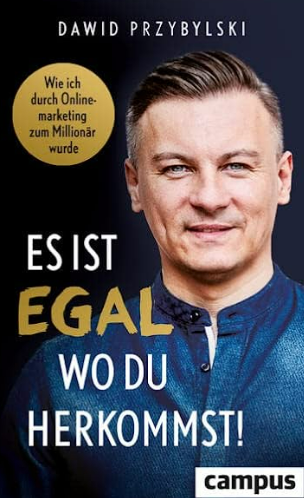 DAWID PRZYBYLSKI
Wie ich
durch Online-
marketing
zum Millionär
wurde
ES IST
EGAL
WO DU
HERKOMMST!
campus